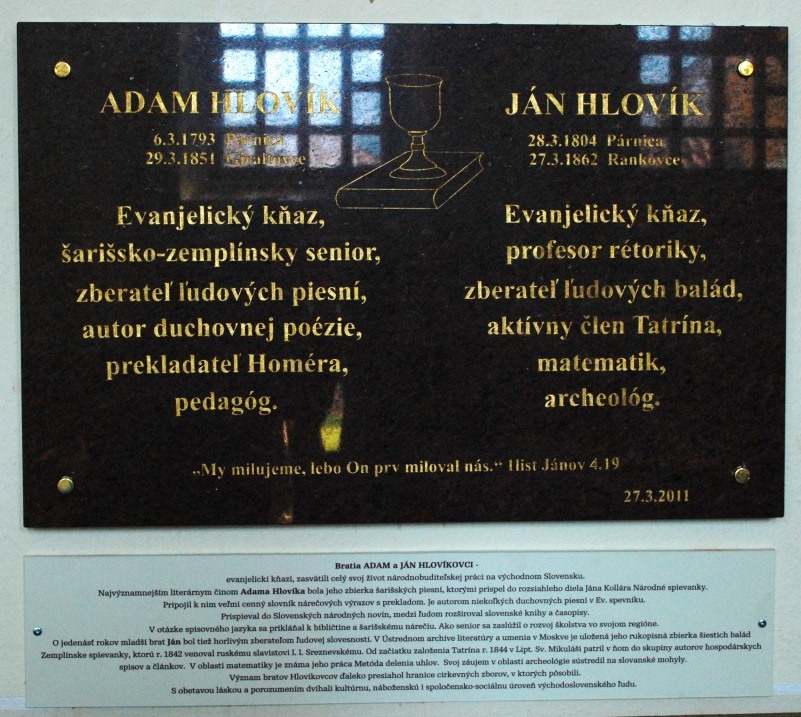 ADAM HLOVÍK
6.3.1793 Párnica
29.3.1851 Giraltovce
Evanjelický kňaz,
šarišsko-zemplínsky senior,
zberateľ ľudových piesní,
autor duchovnej poézie,
prekladateľ Homéra,
pedagóg.
JÁN HLOVÍK
28.3.1804 Párnica
27.3.1862 Rankovce
Evanjelický kňaz,
profesor rétoriky,
zberateľ ľudových balád,
aktívny člen Tatrína,
matematik,
archeológ.
„My milujeme, lebo On prv miloval nás.“ I list Jánov 4.19
27.3.2011
Bratia ADAM a JÁN HLOVÍKOVCI -
evanjelickí kňazi, zasvätili celý svoj život národnobuditeľskej práci na východnom Slovensku.
Najvýznamnejším literárnym činom Adama Hlovíka bola jeho zbierka šarišských piesní, ktorými prispel do rozsiahleho diela Jána Kollára Národné spievanky.
Pripojil k nim veľmi cenný slovník nárečových výrazov s prekladom. Je autorom niekoľkých duchovných piesní v Ev. spevníku.
Prispieval do Slovenských národných novín, medzi ľudom rozširoval slovenské knihy a časopisy.
V otázke spisovného jazyka sa prikláňal k bibličtine a šarišskému nárečiu. Ako senior sa zaslúžil o rozvoj školstva vo svojom regióne.
O jedenásť rokov mladší brat Ján bol tiež horlivým zberateľom ľudovej slovesnosti. V Ústrednom archíve literatúry a umenia v Moskve je uložená jeho rukopisná zbierka šiestich balád
Zemplínske spievanky, ktorú r. 1842 venoval ruskému slavistovi I. I. Sreznevskému. Od začiatku založenia Tatrína r. 1844 v Lipt. Sv. Mikuláši patril v ňom do skupiny autorov hospodárskych
spisov a článkov. V oblasti matematiky je známa jeho práca Metóda delenia uhlov. Svoj záujem v oblasti archeológie sústredil na slovanské mohyly.
Význam bratov Hlovíkovcov ďaleko presiahol hranice cirkevných zborov, v ktorých pôsobili.
S obetavou láskou a porozumením dvíhali kultúrnu, náboženskú i spoločensko-sociálnu úroveň východoslovenského ľudu.